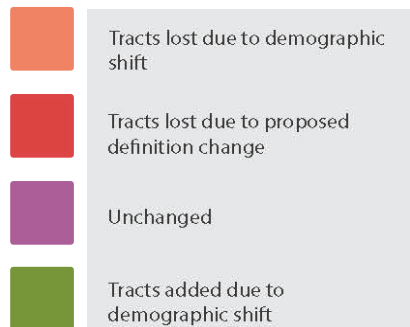 Tracts lost due to demographic
shift
Tracts lost due to proposed
definition change
Unchanged
Tracts added due to
demographic shift